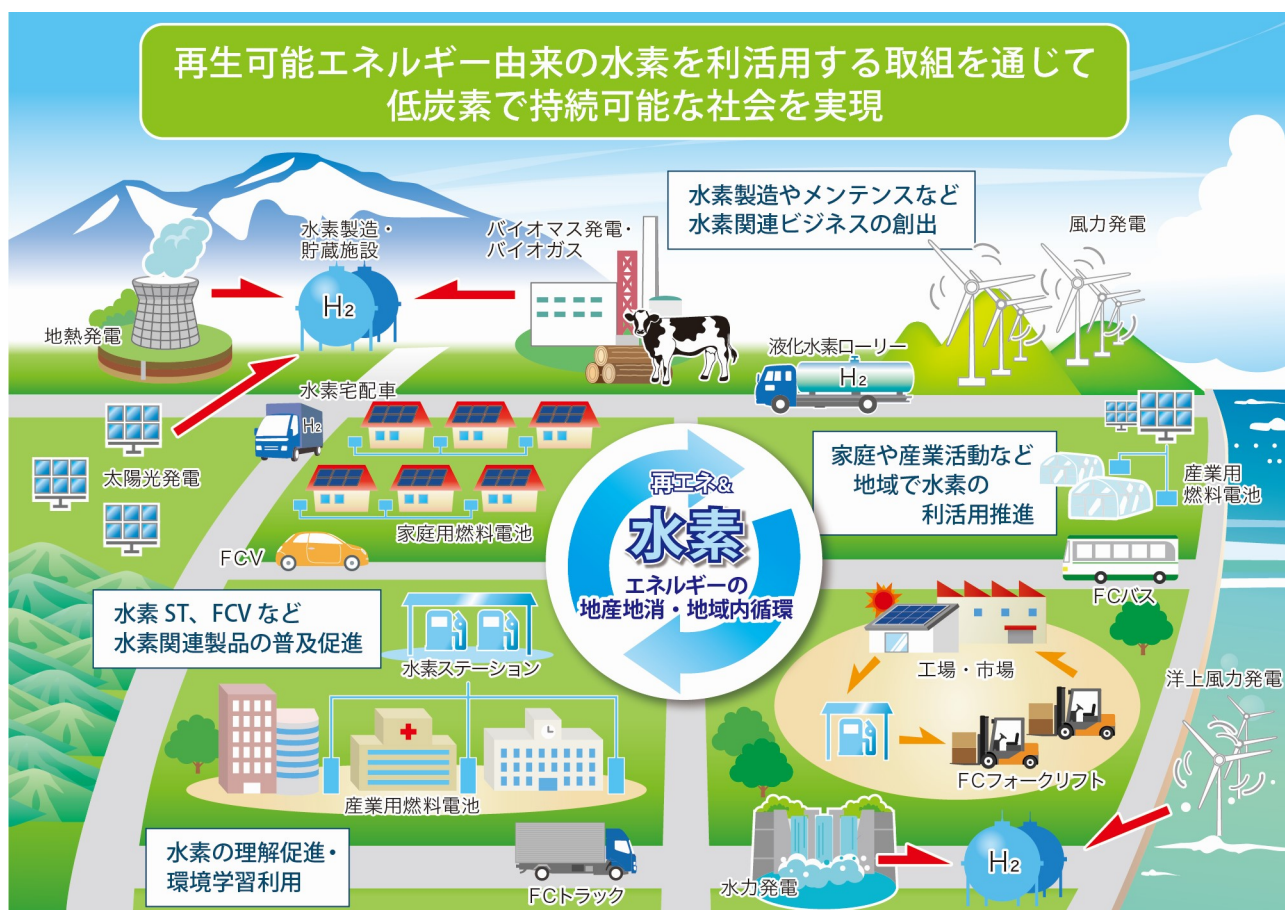 再生可能エネルギー由来の水素を利活用する取組を通じて
低炭素で持続可能な社会を実現
水素製造やメンテンスなど
水素関連ビジネスの創出
風力発電
水素製造・
貯蔵施設
バイオマス発電・
バイオガス
H2
地熱発電
液化水素ローリー
H2
水素宅配車
H2
太陽光発電
家庭用燃料電池
再エネ&
水素
エネルギーの
地産地消・地域内循環
家庭や産業活動など
地域で水素の
利活用推進
産業用
燃料電池
FCV
FCバス
水素 ST、FCV など
水素関連製品の普及促進
水素ステーション
工場・市場
洋上風力発電
産業用燃料電池
FCフォークリフト
水素の理解促進・
環境学習利用
FCトラック
水力発電
H2